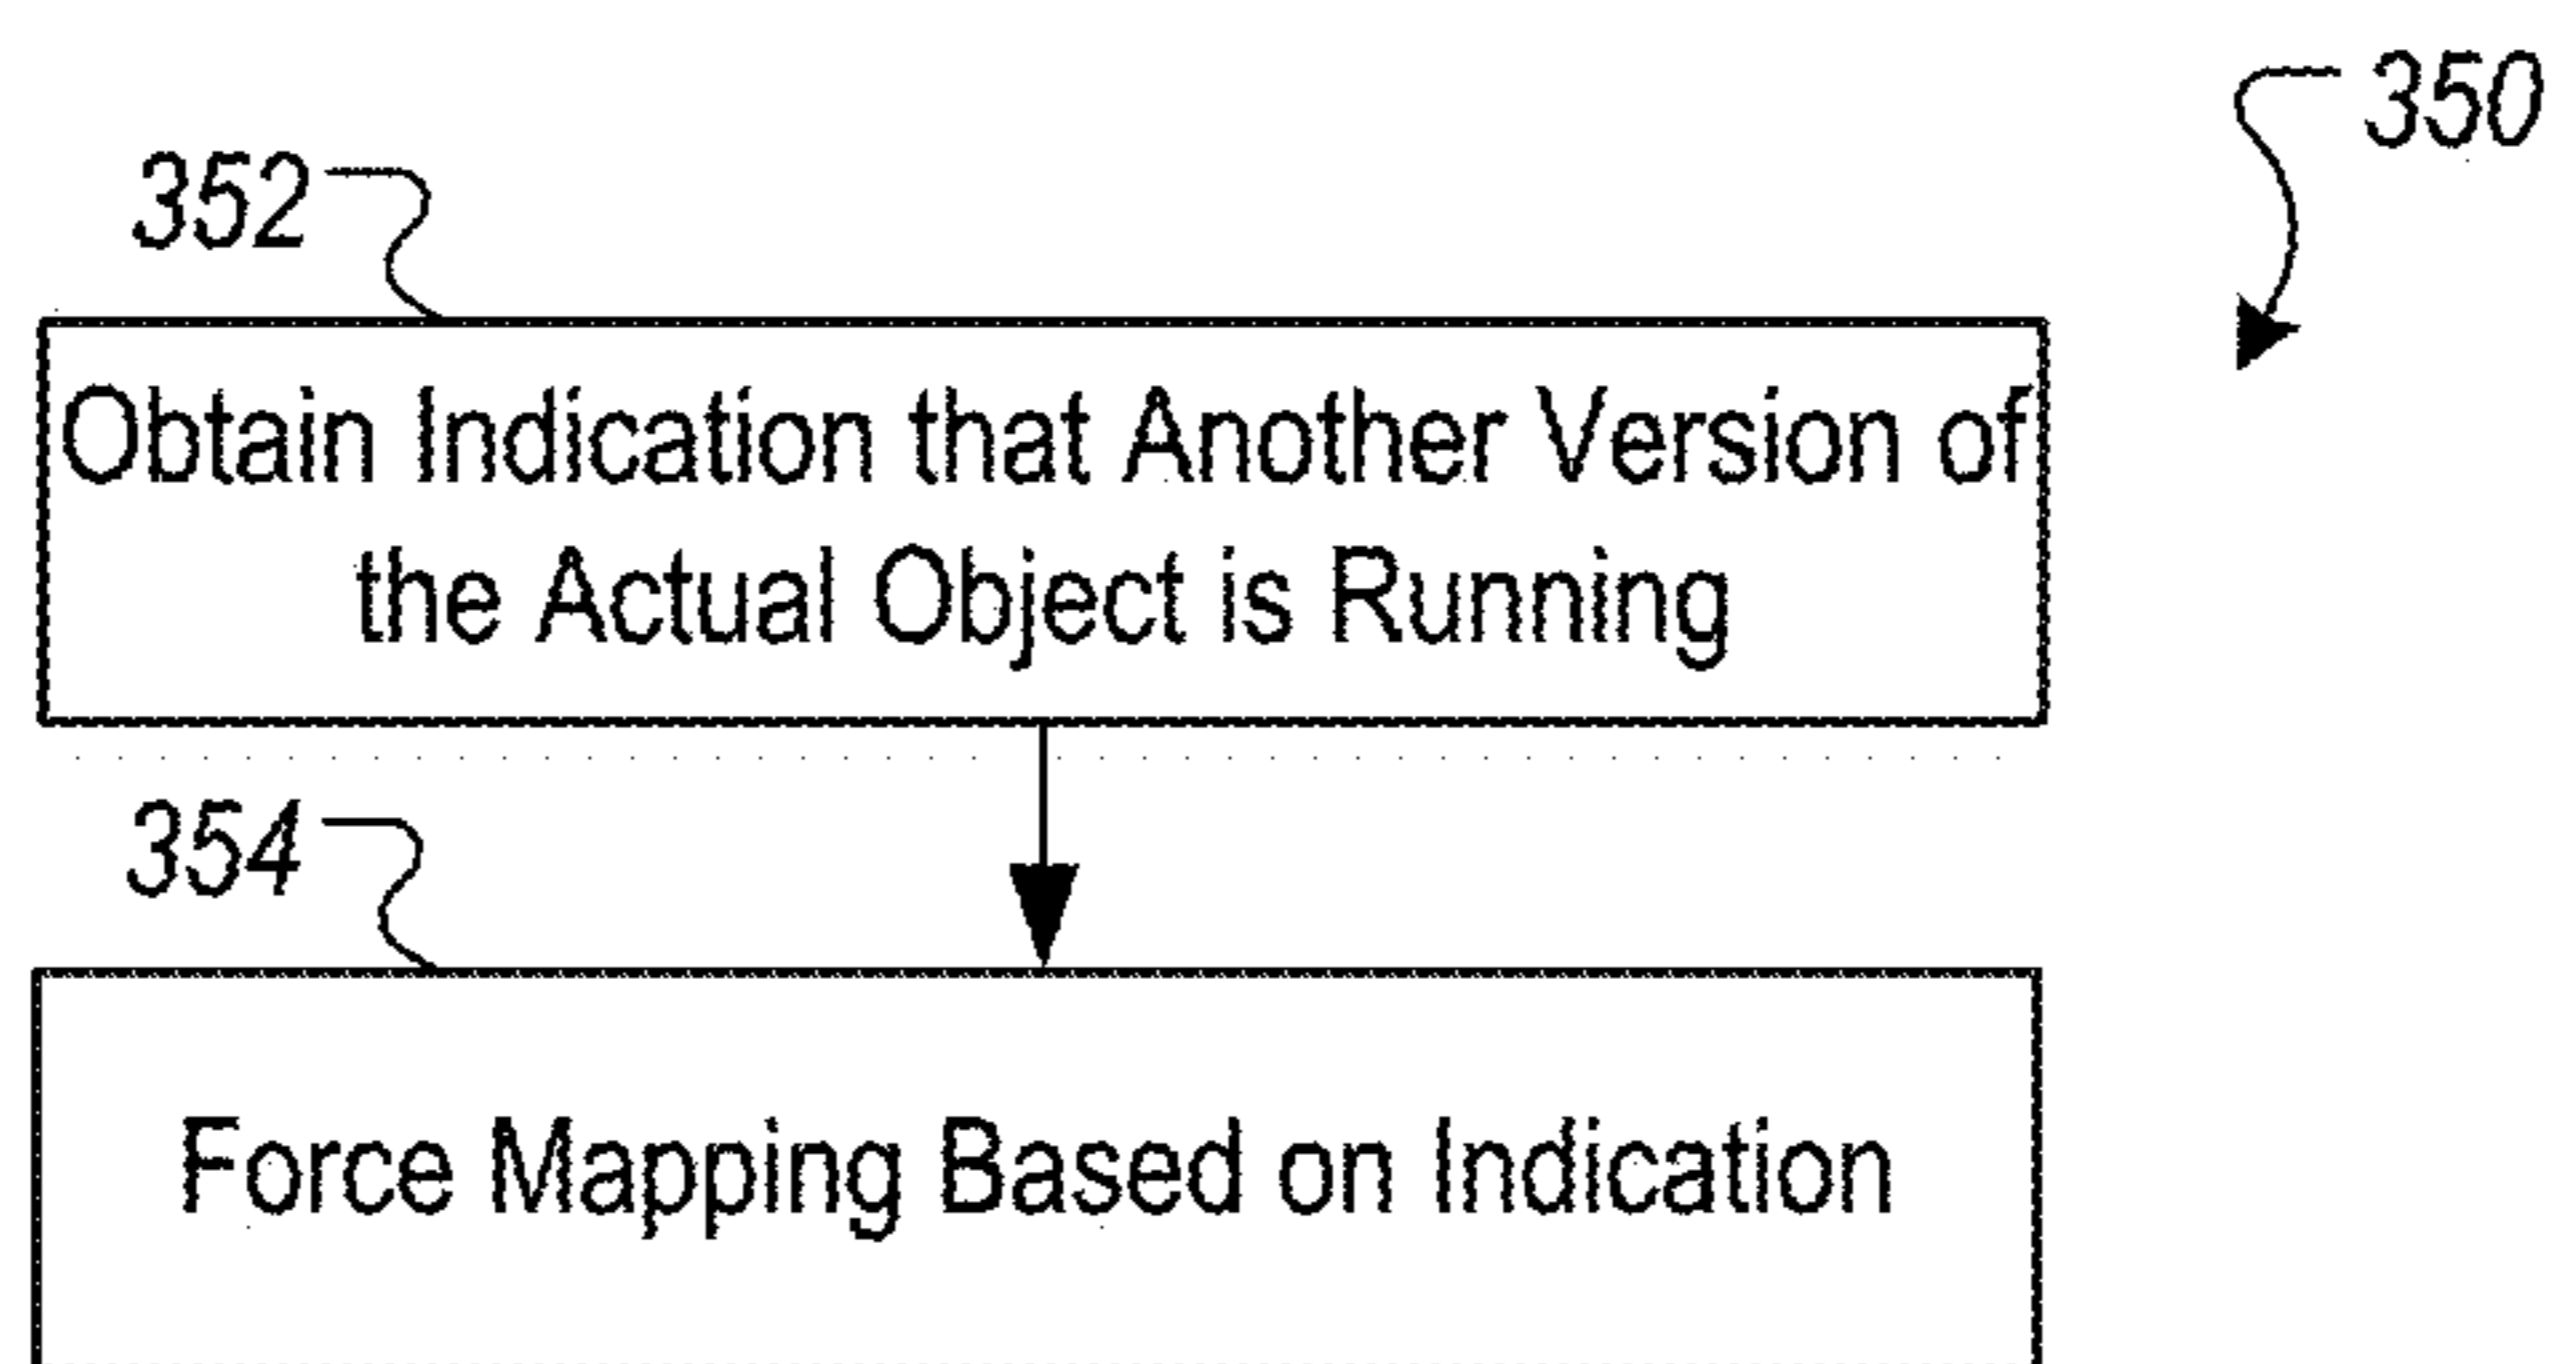 350
352
Obtain Indication that Another Version of
the Actual Object is Running
354
Force Mapping Based on Indication